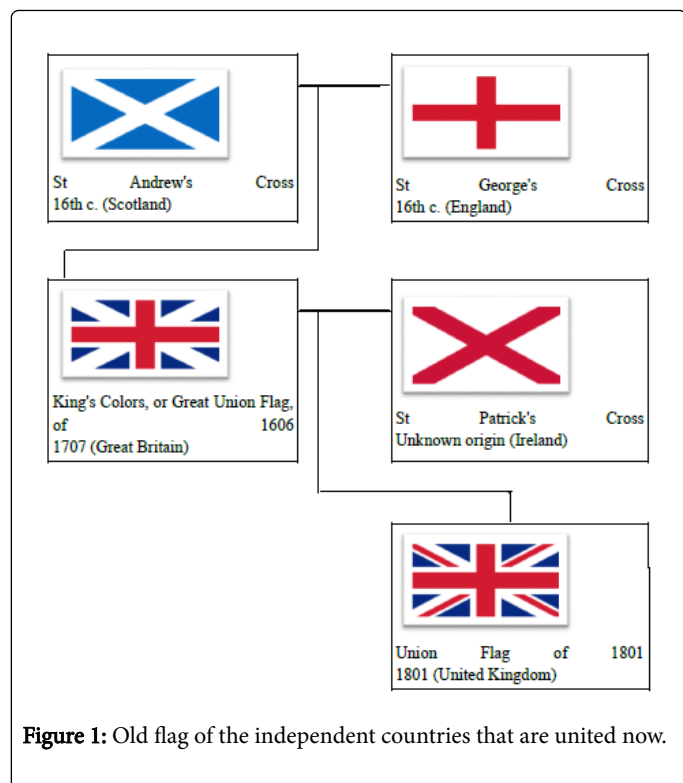 St Andrew's Cross
16th c. (Scotland)
St George's Cross
16th c. (England)
King's Colors, or Great Union Flag,
of 1606
1707 (Great Britain)
St Patrick's Cross
Unknown origin (Ireland)
Union Flag of 1801
1801 (United Kingdom)
Figure 1: Old flag of the independent countries that are united now.